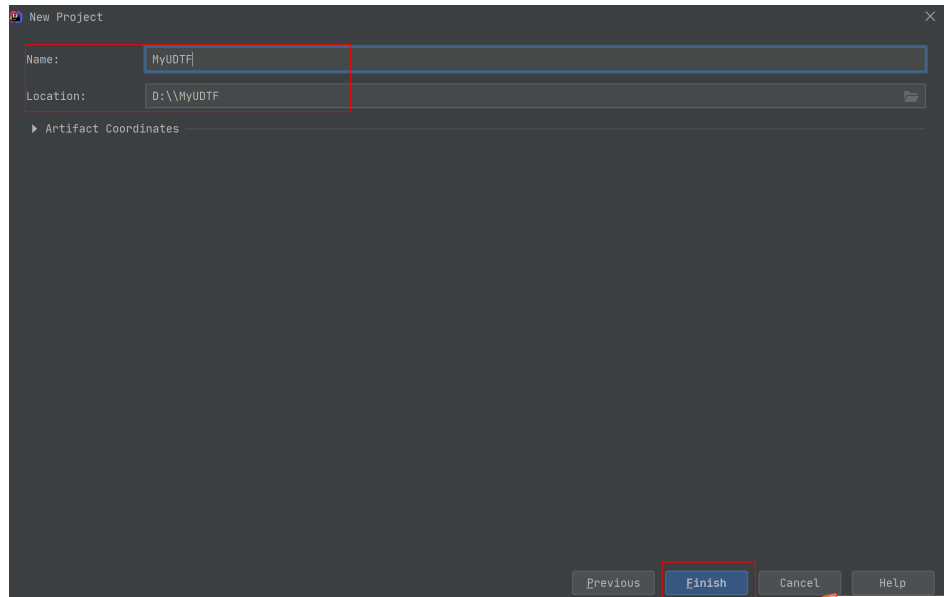 New Project
Name: MyUDTF
Location: D:\\MyUDTF
Artifact Coordinates
Previous Finish Cancel Help